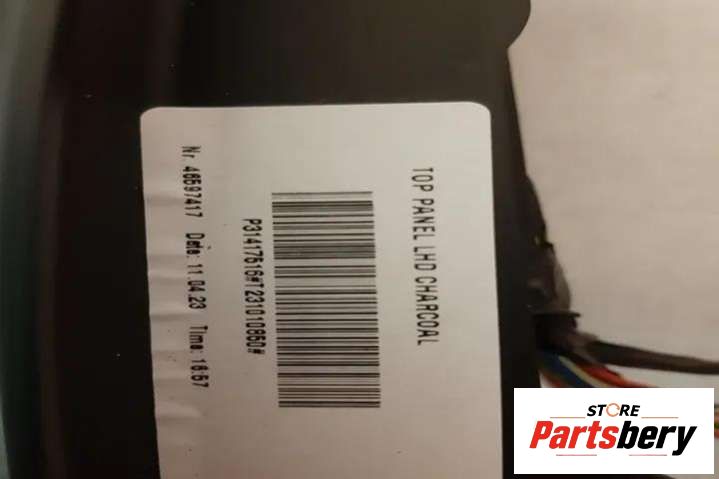 TOP PANEL LHD CHARCOAL
P31417516#T231010860#
Nr. 46597417 Date: 11.04.23 Time: 16:57
STORE
Partsbery